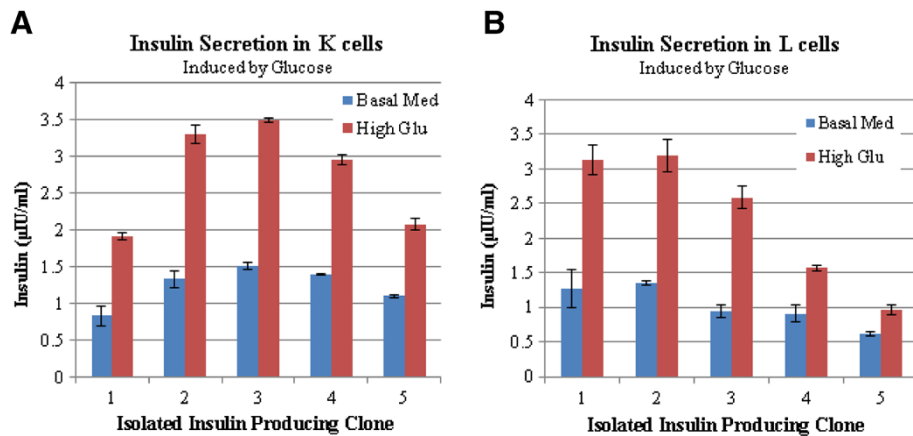 A
Insulin Secretion in K cells
Induced by Glucose
Basal Med
High Glu
4
3.5
3
2.5
2
1.5
1
0.5
0
Insulin (µIU/ml)
1 2 3 4 5
Isolated Insulin Producing Clone
B
Insulin Secretion in L cells
Induced by Glucose
Basal Med
High Glu
4
3.5
3
2.5
2
1.5
1
0.5
0
Insulin (µIU/ml)
1 2 3 4 5
Isolated Insulin Producing Clone